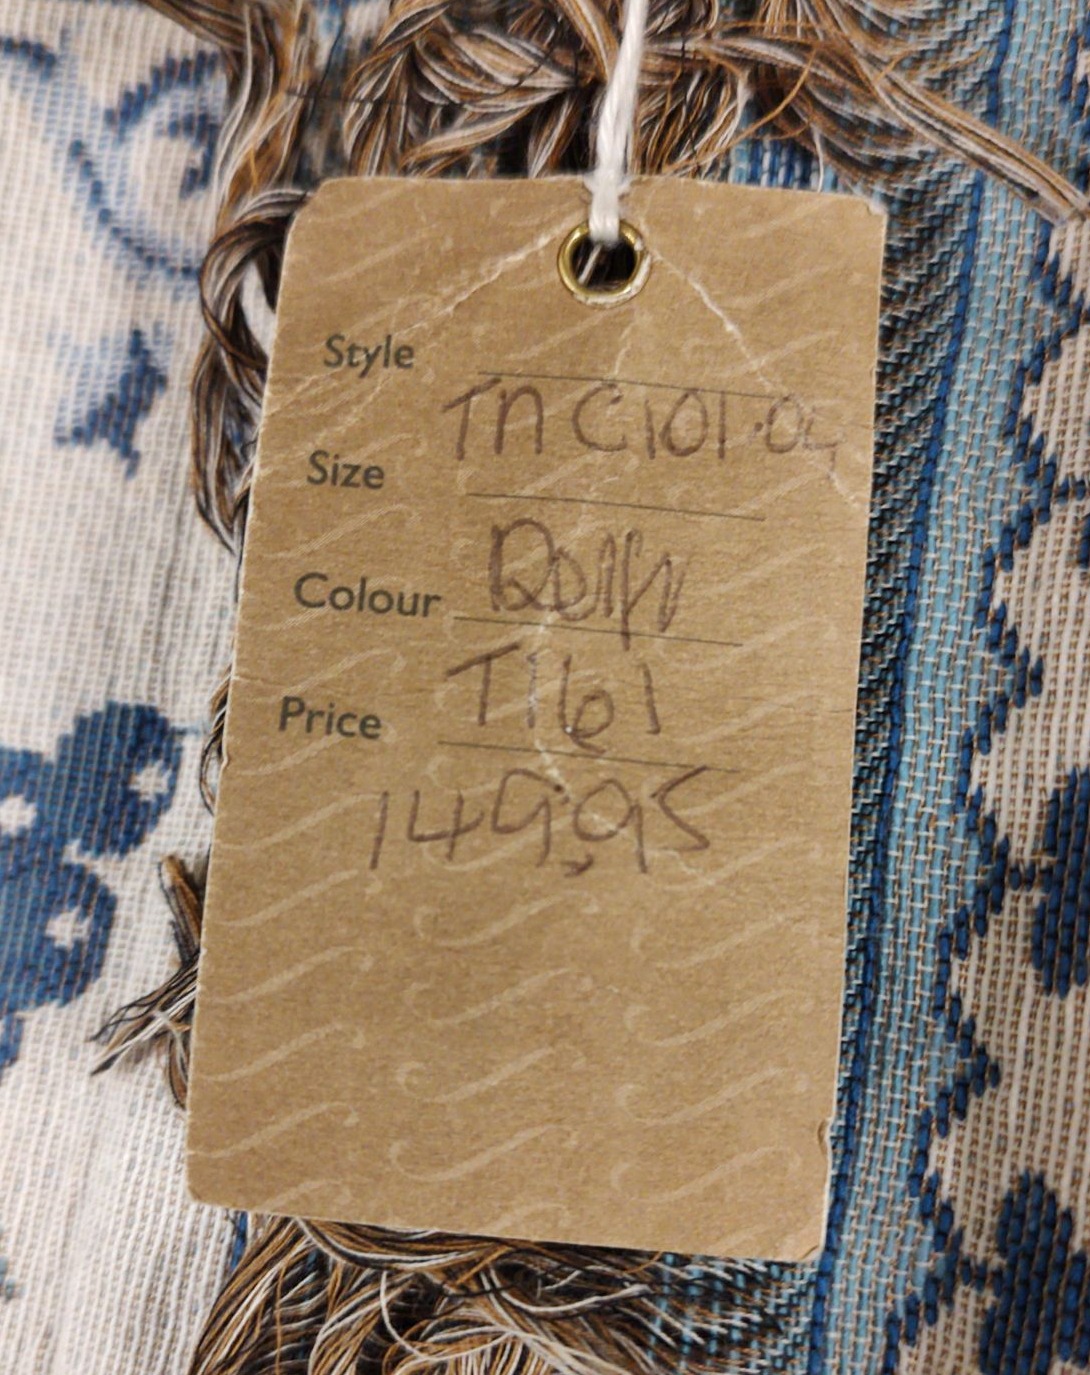 Style
TN C101.04
Size
Colour
T161
Price
149.95